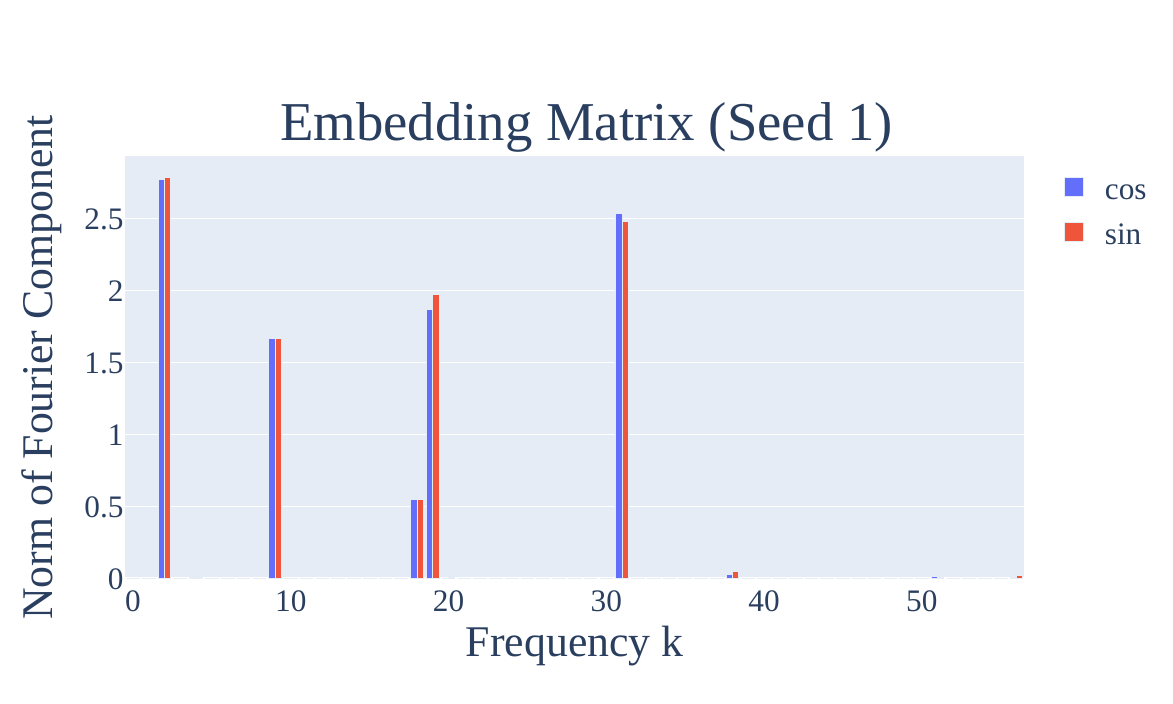 Embedding Matrix (Seed 1)
Norm of Fourier Component
2.5
2
1.5
1
0.5
0
0 10 20 30 40 50
Frequency k
cos
sin